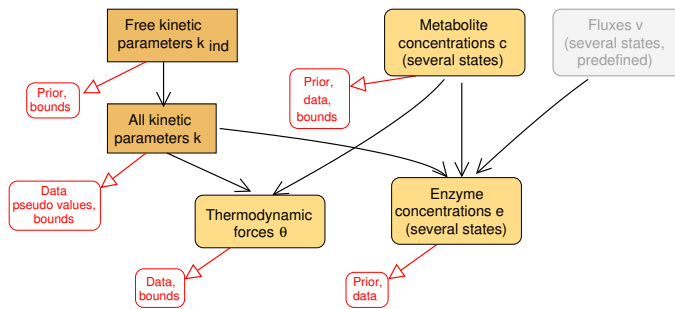 Free kinetic
parameters k ind
Metabolite
concentrations c
(several states)
Fluxes v
(several states,
predefined)
Prior,
bounds
Prior,
data,
bounds
All kinetic
parameters k
Data
pseudo values,
bounds
Thermodynamic
forces θ
Enzyme
concentrations e
(several states)
Data,
bounds
Prior,
data